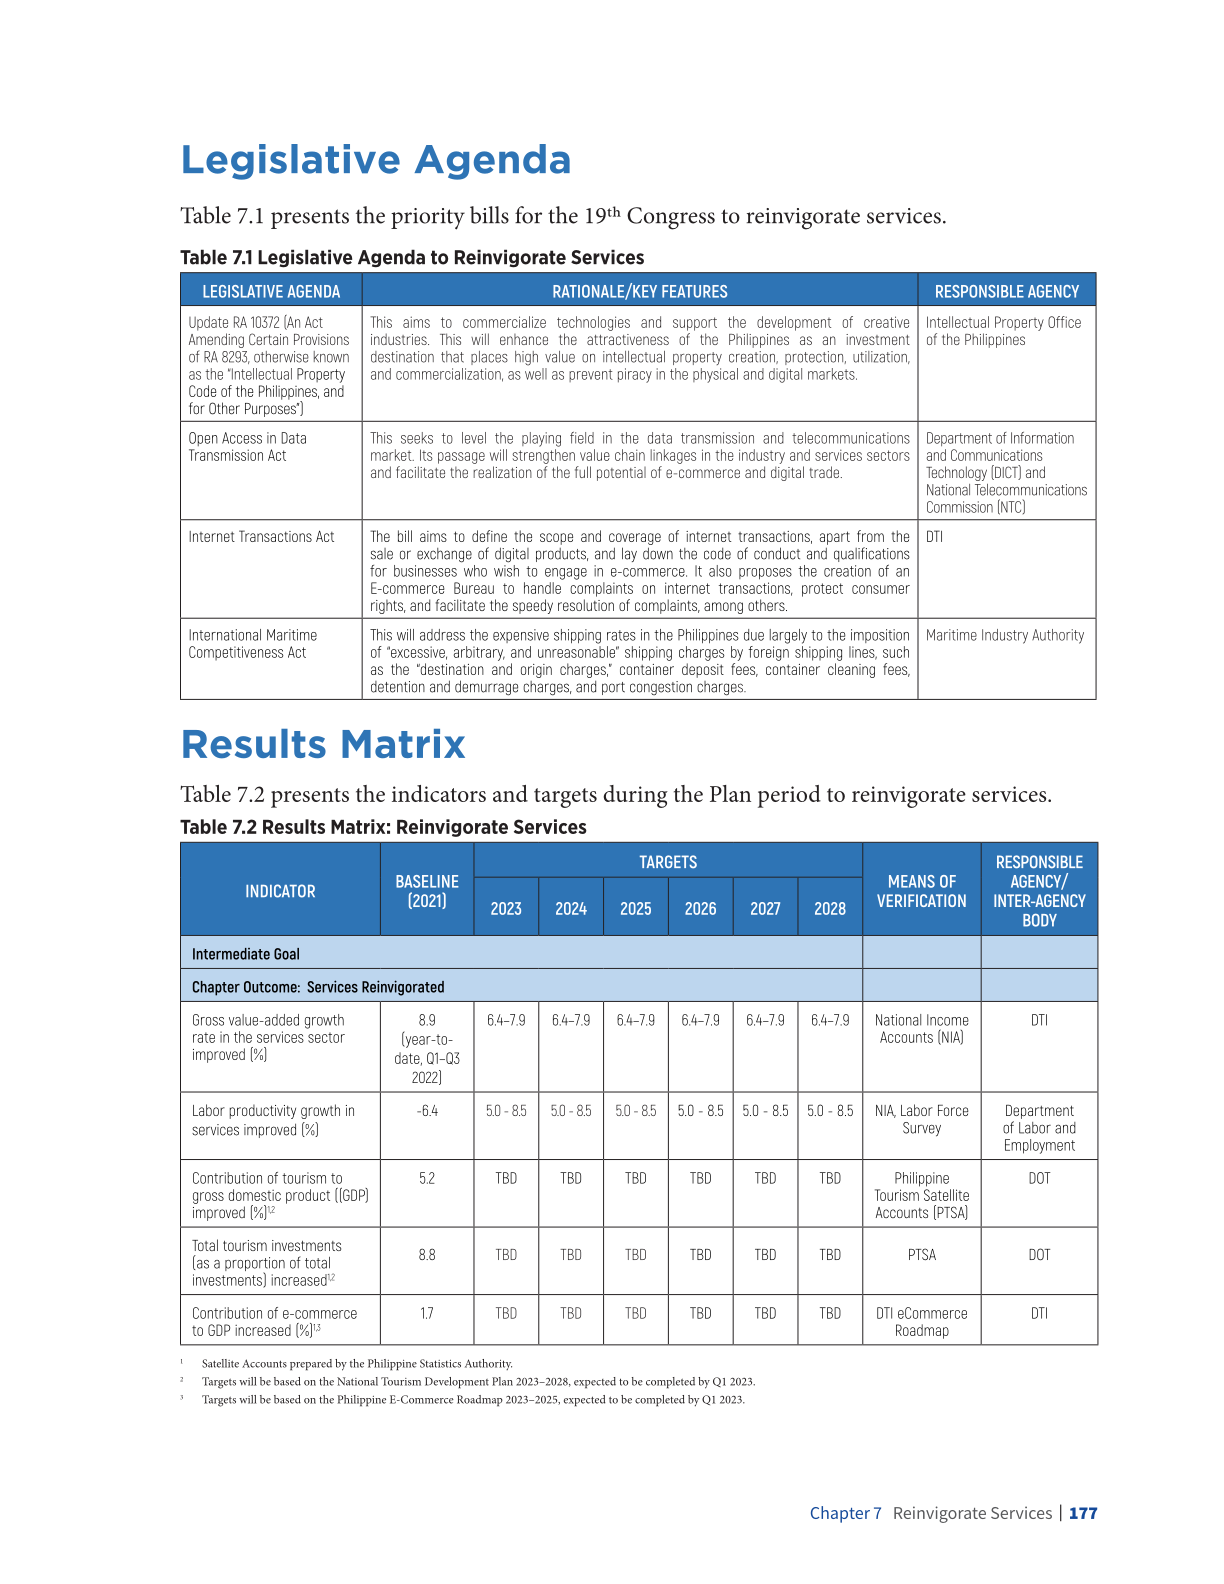 Legislative Agenda
Table 7.1 presents the priority bills for the 19th Congress to reinvigorate services.
Table 7.1 Legislative Agenda to Reinvigorate Services
LEGISLATIVE AGENDA
RATIONALE/KEY FEATURES
RESPONSIBLE AGENCY
Update RA 10372 (An Act
Amending Certain Provisions
of RA 8293, otherwise known
as the “Intellectual Property
Code of the Philippines, and
for Other Purposes”)
This aims to commercialize technologies and support the development of creative
industries. This will enhance the attractiveness of the Philippines as an investment
destination that places high value on intellectual property creation, protection, utilization,
and commercialization, as well as prevent piracy in the physical and digital markets.
Intellectual Property Office
of the Philippines
Open Access in Data
Transmission Act
This seeks to level the playing field in the data transmission and telecommunications
market. Its passage will strengthen value chain linkages in the industry and services sectors
and facilitate the realization of the full potential of e-commerce and digital trade.
Department of Information
and Communications
Technology (DICT) and
National Telecommunications
Commission (NTC)
Internet Transactions Act
The bill aims to define the scope and coverage of internet transactions, apart from the
sale or exchange of digital products, and lay down the code of conduct and qualifications
for businesses who wish to engage in e-commerce. It also proposes the creation of an
E-commerce Bureau to handle complaints on internet transactions, protect consumer
rights, and facilitate the speedy resolution of complaints, among others.
DTI
International Maritime
Competitiveness Act
This will address the expensive shipping rates in the Philippines due largely to the imposition
of “excessive, arbitrary, and unreasonable” shipping charges by foreign shipping lines, such
as the “destination and origin charges,” container deposit fees, container cleaning fees,
detention and demurrage charges, and port congestion charges.
Maritime Industry Authority
Results Matrix
Table 7.2 presents the indicators and targets during the Plan period to reinvigorate services.
Table 7.2 Results Matrix: Reinvigorate Services
INDICATOR
BASELINE
(2021)
TARGETS
2023 2024 2025 2026 2027 2028
MEANS OF
VERIFICATION
RESPONSIBLE
AGENCY/
INTER-AGENCY
BODY
Intermediate Goal
Chapter Outcome: Services Reinvigorated
Gross value-added growth
rate in the services sector
improved (%)
8.9
(year-to-
date, Q1–Q3
2022)
6.4–7.9 6.4–7.9 6.4–7.9 6.4–7.9 6.4–7.9 6.4–7.9
National Income
Accounts (NIA)
DTI
Labor productivity growth in
services improved (%)
-6.4
5.0 - 8.5 5.0 - 8.5 5.0 - 8.5 5.0 - 8.5 5.0 - 8.5 5.0 - 8.5
NIA, Labor Force
Survey
Department
of Labor and
Employment
Contribution of tourism to
gross domestic product ((GDP)
improved (%)1,2
5.2
TBD TBD TBD TBD TBD TBD
Philippine
Tourism Satellite
Accounts (PTSA)
DOT
Total tourism investments
(as a proportion of total
investments) increased1,2
8.8
TBD TBD TBD TBD TBD TBD
PTSA
DOT
Contribution of e-commerce
to GDP increased (%)1,3
1.7
TBD TBD TBD TBD TBD TBD
DTI eCommerce
Roadmap
DTI
1 Satellite Accounts prepared by the Philippine Statistics Authority.
2 Targets will be based on the National Tourism Development Plan 2023–2028, expected to be completed by Q1 2023.
3 Targets will be based on the Philippine E-Commerce Roadmap 2023–2025, expected to be completed by Q1 2023.
Chapter 7 Reinvigorate Services | 177